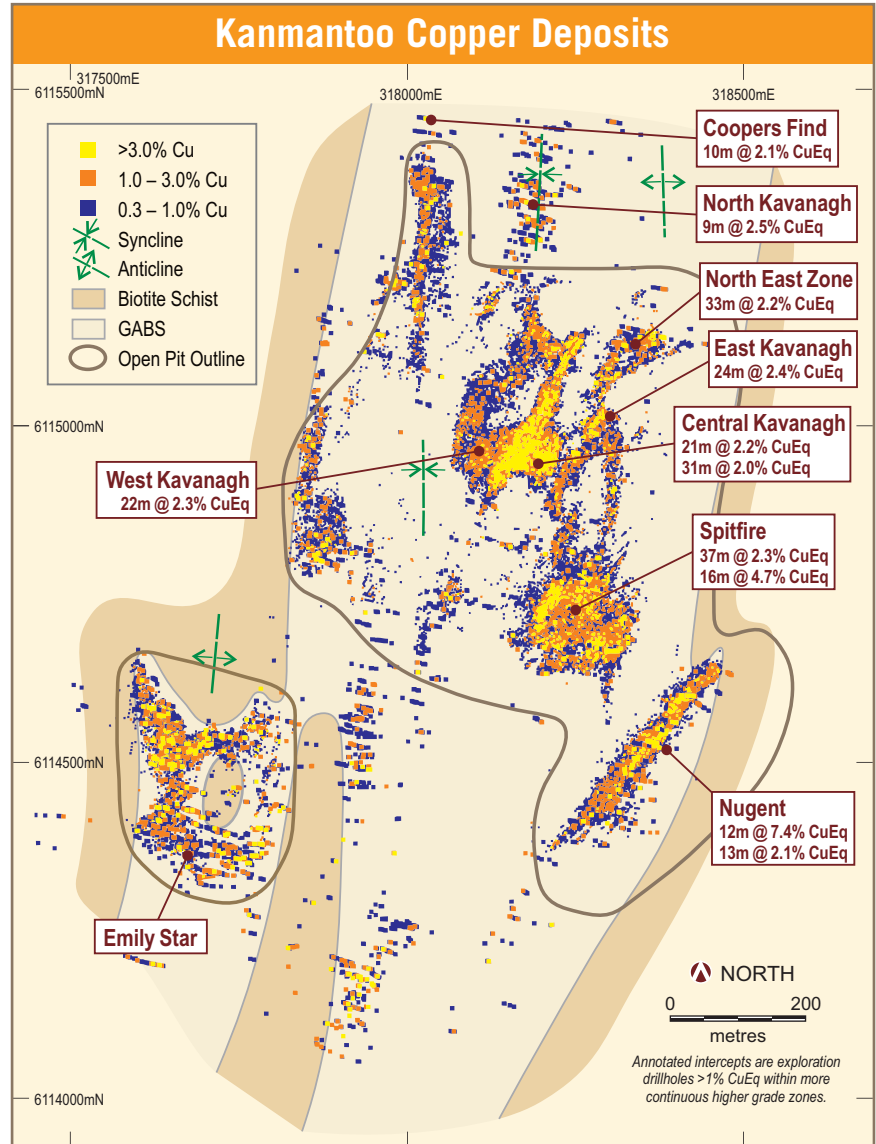 Kanmantoo Copper Deposits
317500mE
318000mE
318500mE
6115500mN
>3.0% Cu
1.0 – 3.0% Cu
0.3 – 1.0% Cu
Syncline
Anticline
Biotite Schist
GABS
Open Pit Outline
Coopers Find
10m @ 2.1% CuEq
North Kavanagh
9m @ 2.5% CuEq
North East Zone
33m @ 2.2% CuEq
East Kavanagh
24m @ 2.4% CuEq
6115000mN
Central Kavanagh
21m @ 2.2% CuEq
31m @ 2.0% CuEq
West Kavanagh
22m @ 2.3% CuEq
Spitfire
37m @ 2.3% CuEq
16m @ 4.7% CuEq
6114500mN
Nugent
12m @ 7.4% CuEq
13m @ 2.1% CuEq
Emily Star
NORTH
0 200
metres
Annotated intercepts are exploration
drillholes >1% CuEq within more
continuous higher grade zones.
6114000mN